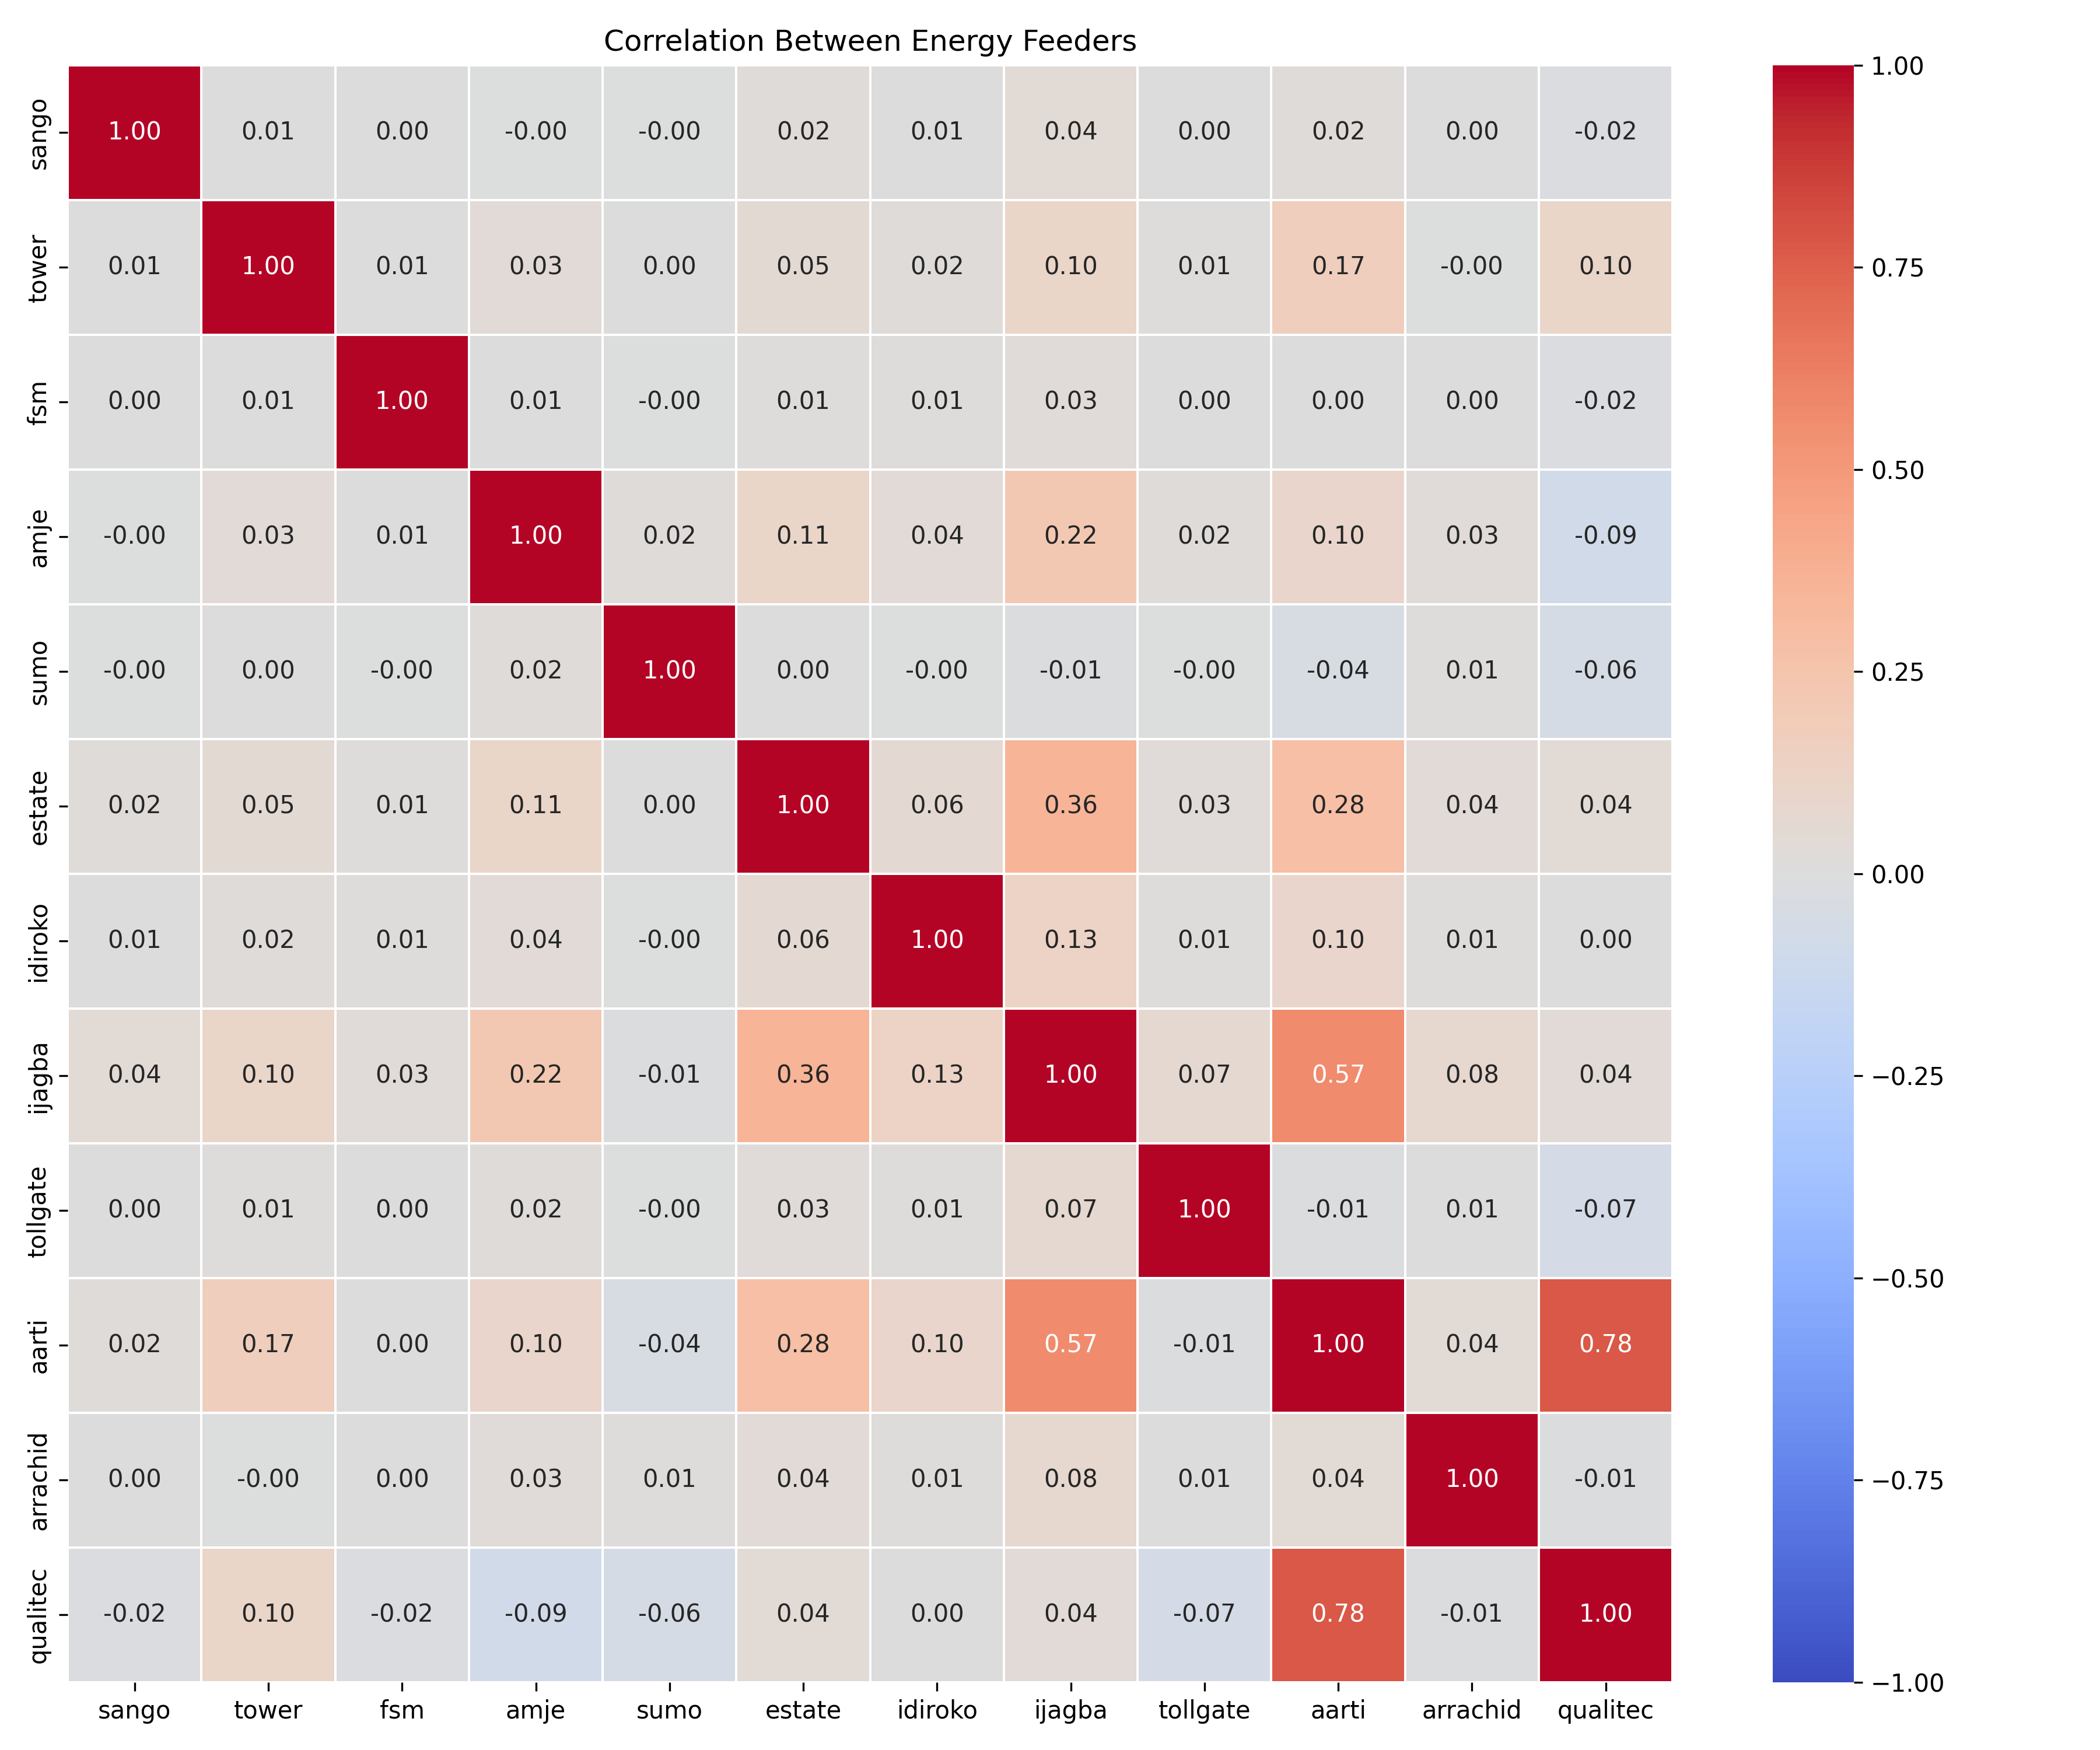 Correlation Between Energy Feeders
sango 1.00 0.01 0.00 -0.00 -0.00 0.02 0.01 0.04 0.00 0.02 0.00 -0.02
tower 0.01 1.00 0.01 0.03 0.00 0.05 0.02 0.10 0.01 0.17 -0.00 0.10
fsm 0.00 0.01 1.00 0.01 -0.00 0.01 0.01 0.03 0.00 0.00 0.00 -0.02
amje -0.00 0.03 0.01 1.00 0.02 0.11 0.04 0.22 0.02 0.10 0.03 -0.09
sumo -0.00 0.00 -0.00 0.02 1.00 0.00 -0.00 -0.01 -0.00 -0.04 0.01 -0.06
estate 0.02 0.05 0.01 0.11 0.00 1.00 0.06 0.36 0.03 0.28 0.04 0.04
idiroko 0.01 0.02 0.01 0.04 -0.00 0.06 1.00 0.13 0.01 0.10 0.01 0.00
ijagba 0.04 0.10 0.03 0.22 -0.01 0.36 0.13 1.00 0.07 0.57 0.08 0.04
tollgate 0.00 0.01 0.00 0.02 -0.00 0.03 0.01 0.07 1.00 -0.01 0.01 -0.07
aarti 0.02 0.17 0.00 0.10 -0.04 0.28 0.10 0.57 -0.01 1.00 0.04 0.78
arrachid 0.00 -0.00 0.00 0.03 0.01 0.04 0.01 0.08 0.01 0.04 1.00 -0.01
qualitec -0.02 0.10 -0.02 -0.09 -0.06 0.04 0.00 0.04 -0.07 0.78 -0.01 1.00
sango tower fsm amje sumo estate idiroko ijagba tollgate aarti arrachid qualitec
1.00
0.75
0.50
0.25
0.00
−0.25
−0.50
−0.75
−1.00